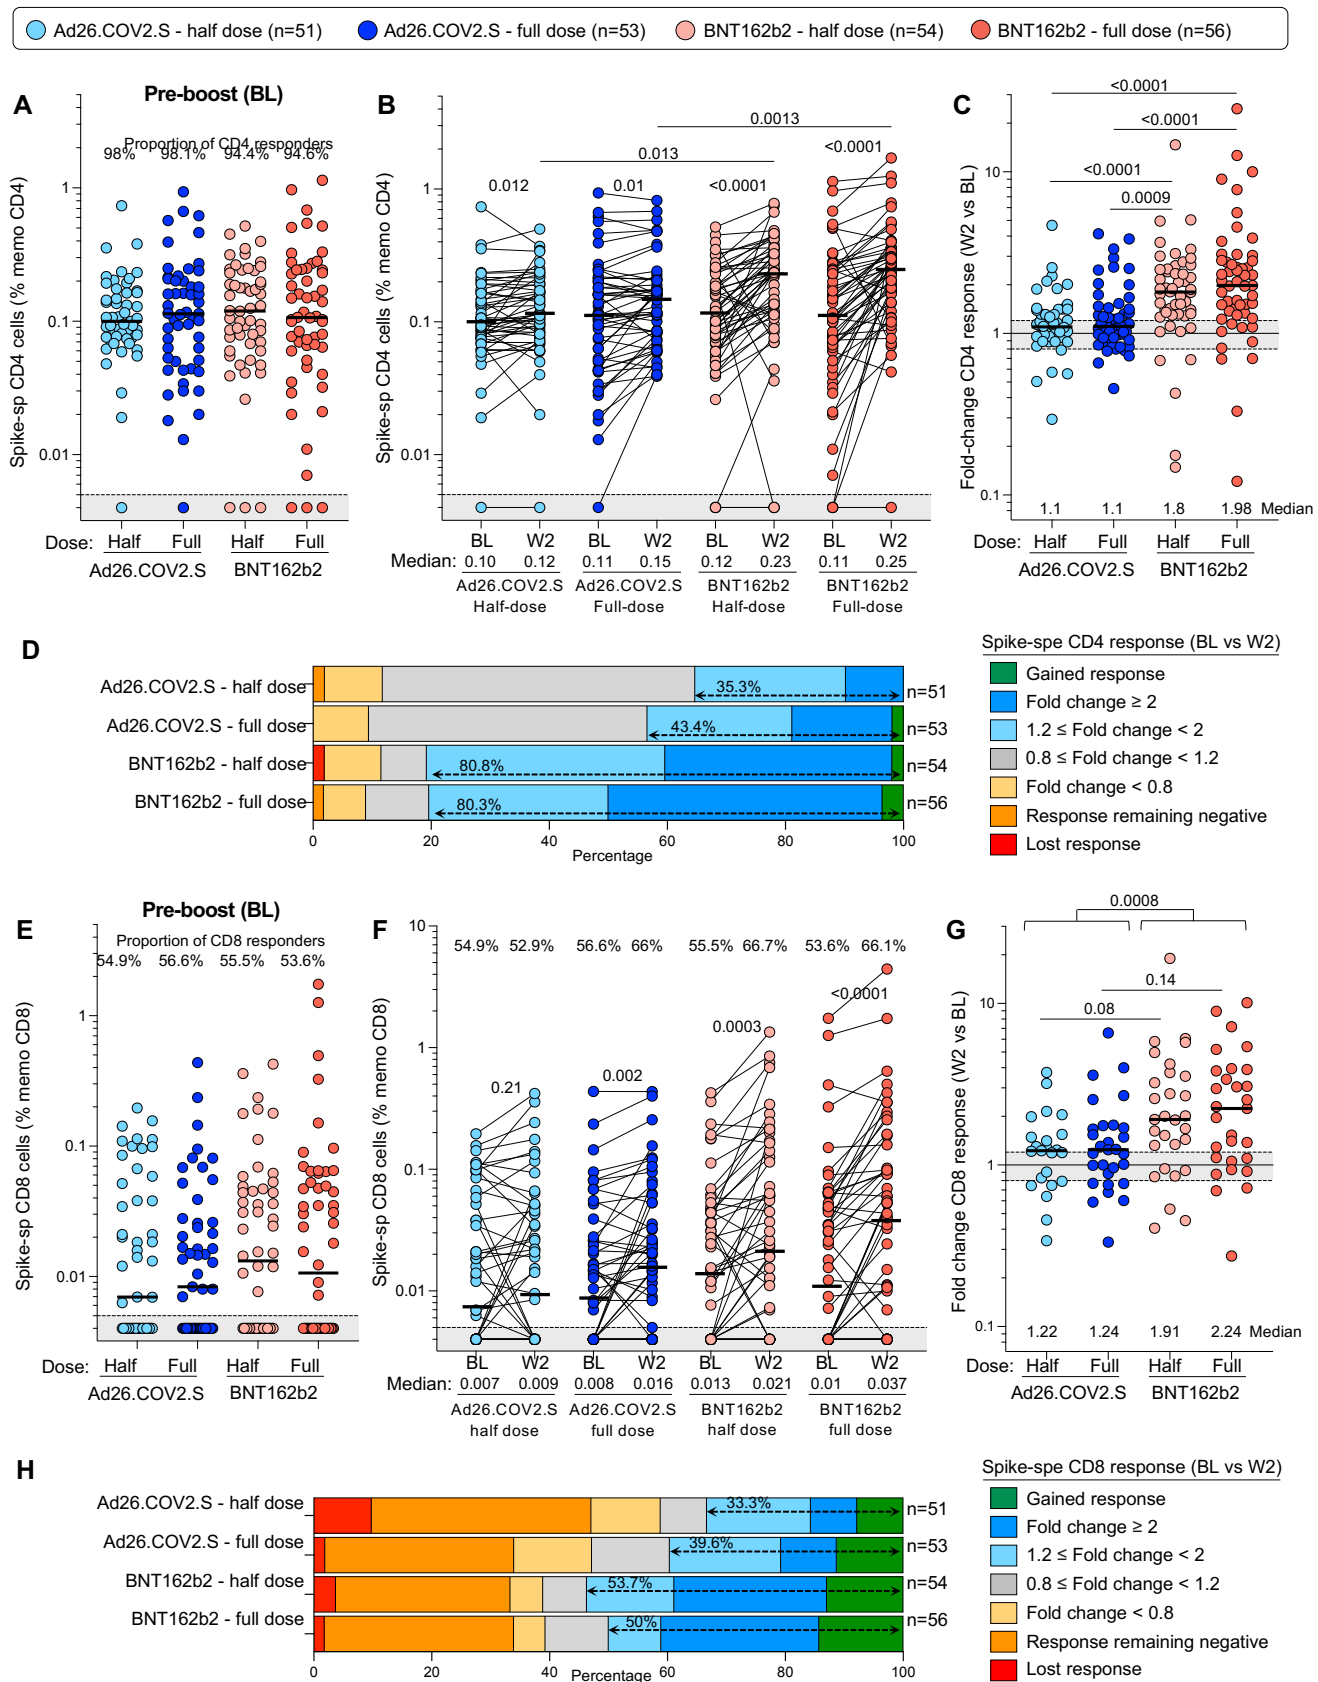 Ad26.COV2.S - half dose (n=51) Ad26.COV2.S - full dose (n=53) BNT162b2 - half dose (n=54) BNT162b2 - full dose (n=56)
A
Pre-boost (BL)
Proportion of CD4 responders
98% 98.1% 94.4% 94.6%
Spike-sp CD4 cells (% memo CD4)
1
0.1
0.01
Dose: Half Full Half Full
Ad26.COV2.S BNT162b2
B
0.0013
0.013
<0.0001
0.012 0.01 <0.0001
Spike-sp CD4 cells (% memo CD4)
1
0.1
0.01
BL W2 BL W2 BL W2 BL W2
Median: 0.10 0.12 0.11 0.15 0.12 0.23 0.11 0.25
Ad26.COV2.S Ad26.COV2.S BNT162b2 BNT162b2
Half-dose Full-dose Half-dose Full-dose
C
<0.0001
<0.0001
<0.0001
0.0009
Fold-change CD4 response (W2 vs BL)
10
1
0.1
1.1 1.1 1.8 1.98 Median
Dose: Half Full Half Full
Ad26.COV2.S BNT162b2
D
Ad26.COV2.S - half dose 35.3% n=51
Ad26.COV2.S - full dose 43.4% n=53
BNT162b2 - half dose 80.8% n=54
BNT162b2 - full dose 80.3% n=56
0 20 40 60 80 100
Percentage
Spike-spe CD4 response (BL vs W2)
Gained response
Fold change ≥ 2
1.2 ≤ Fold change < 2
0.8 ≤ Fold change < 1.2
Fold change < 0.8
Response remaining negative
Lost response
E
Pre-boost (BL)
Proportion of CD8 responders
54.9% 56.6% 55.5% 53.6%
Spike-sp CD8 cells (% memo CD8)
1
0.1
0.01
Dose: Half Full Half Full
Ad26.COV2.S BNT162b2
F
10
54.9% 52.9% 56.6% 66% 55.5% 66.7% 53.6% 66.1%
<0.0001
0.0003
0.21 0.002
Spike-sp CD8 cells (% memo CD8)
1
0.1
0.01
BL W2 BL W2 BL W2 BL W2
Median: 0.007 0.009 0.008 0.016 0.013 0.021 0.01 0.037
Ad26.COV2.S Ad26.COV2.S BNT162b2 BNT162b2
half dose full dose half dose full dose
G
0.0008
0.14
0.08
Fold change CD8 response (W2 vs BL)
10
1
0.1
1.22 1.24 1.91 2.24 Median
Dose: Half Full Half Full
Ad26.COV2.S BNT162b2
H
Ad26.COV2.S - half dose 33.3% n=51
Ad26.COV2.S - full dose 39.6% n=53
BNT162b2 - half dose 53.7% n=54
BNT162b2 - full dose 50% n=56
0 20 40 60 80 100
Percentage
Spike-spe CD8 response (BL vs W2)
Gained response
Fold change ≥ 2
1.2 ≤ Fold change < 2
0.8 ≤ Fold change < 1.2
Fold change < 0.8
Response remaining negative
Lost response